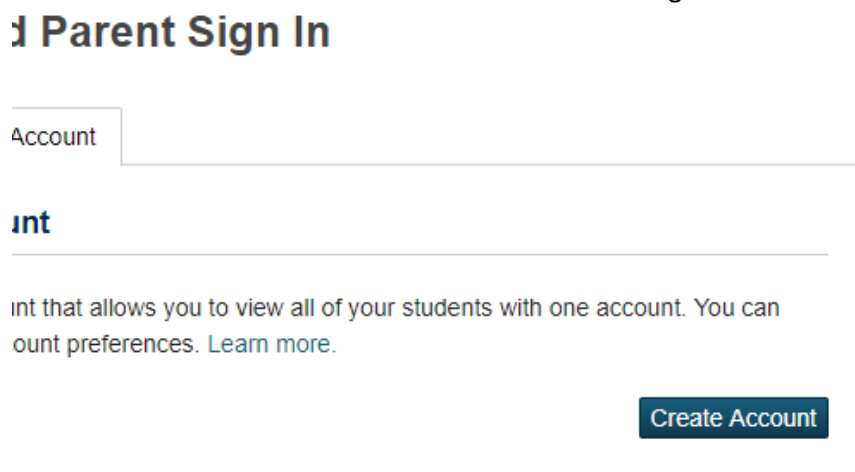 d Parent Sign In
Account
unt
nt that allows you to view all of your students with one account. You can
ount preferences. Learn more.
Create Account